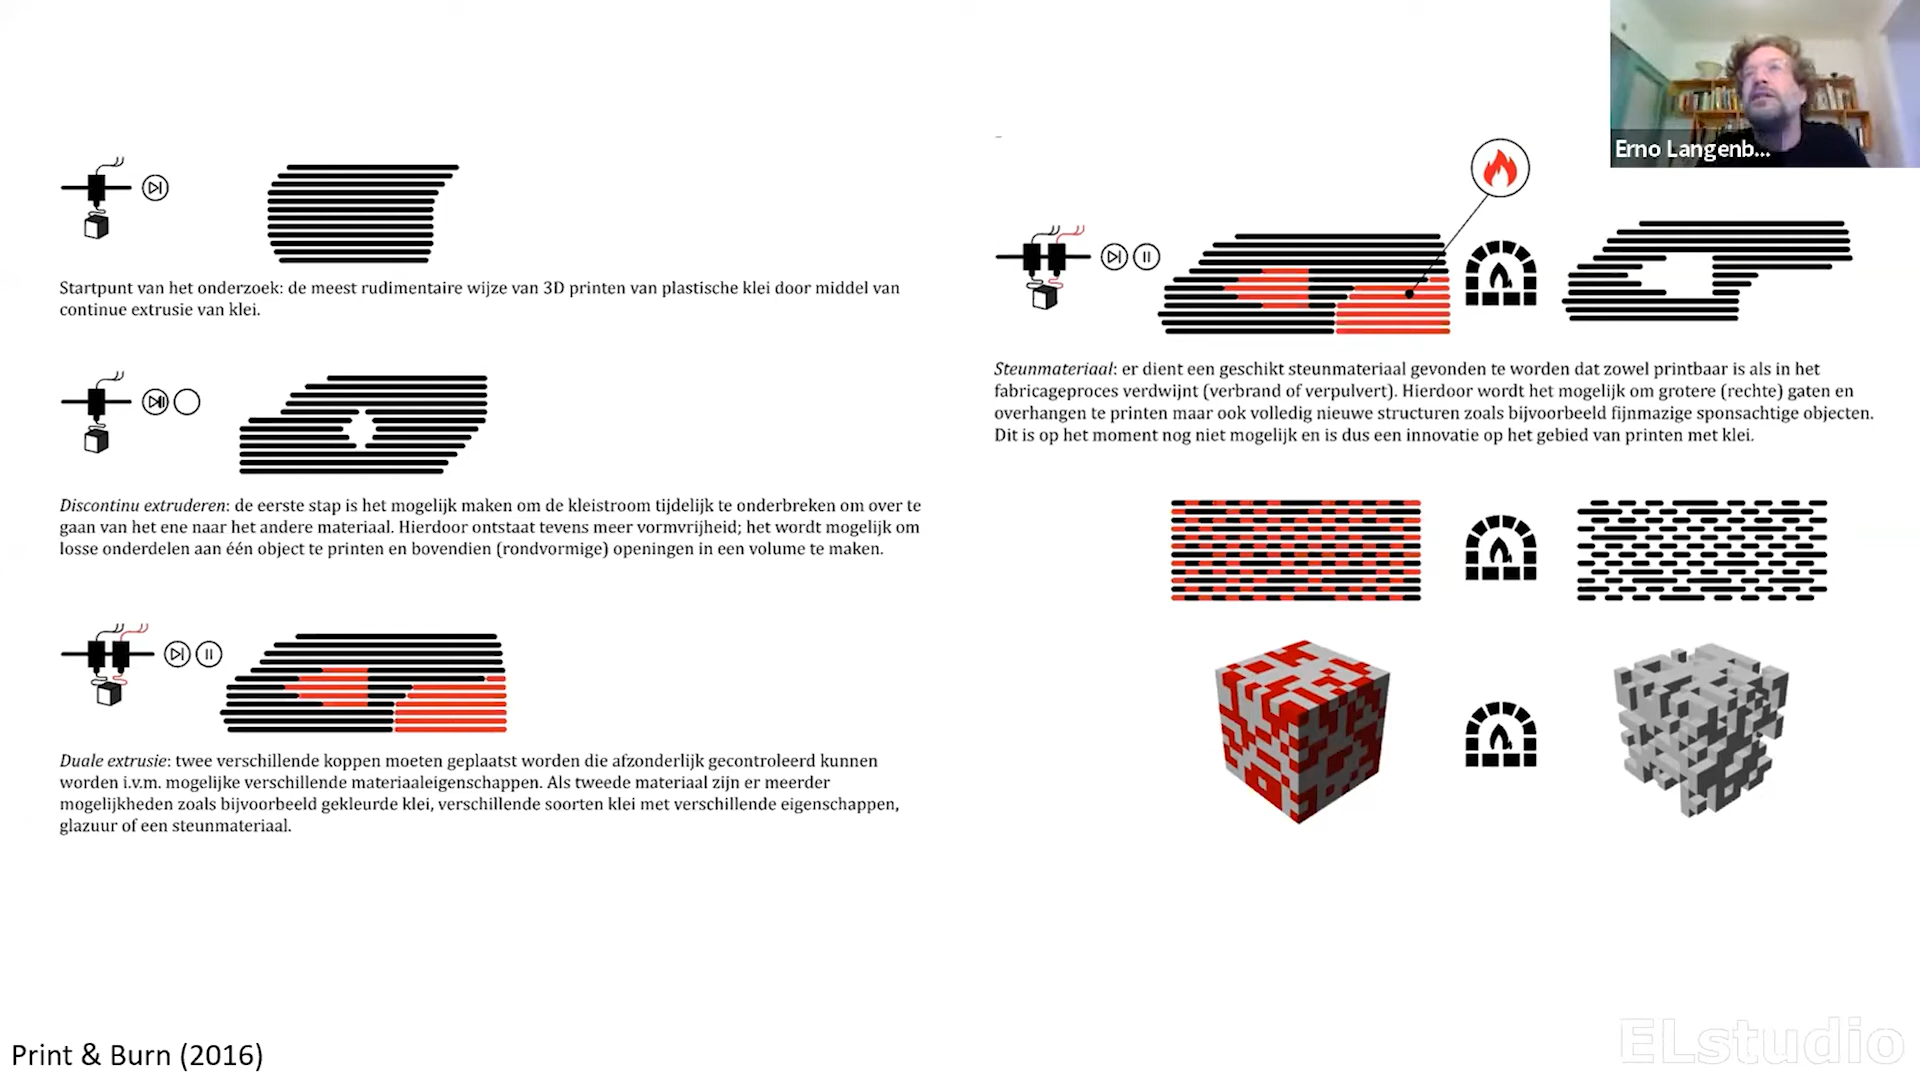 Startpunt van het onderzoek: de meest rudimentaire wijze van 3D printen van plastische klei door middel van
continue extrusie van klei.
Discontinu extruderen: de eerste stap is het mogelijk maken om de kleistroom tijdelijk te onderbreken om over te
gaan van het ene naar het andere materiaal. Hierdoor ontstaat tevens meer vormvrijheid; het wordt mogelijk om
losse onderdelen aan één object te printen en bovendien (rondvormige) openingen in een volume te maken.
Duale extrusie: twee verschillende koppen moeten geplaatst worden die afzonderlijk gecontroleerd kunnen
worden i.v.m. mogelijke verschillende materiaaleigenschappen. Als tweede materiaal zijn er meerder
mogelijkheden zoals bijvoorbeeld gekleurde klei, verschillende soorten klei met verschillende eigenschappen,
glazuur of een steunmateriaal.
Erno Langenb...
Steunmateriaal: er dient een geschikt steunmateriaal gevonden te worden dat zowel printbaar is als in het
fabricageproces verdwijnt (verbrand of verpulvert). Hierdoor wordt het mogelijk om grotere (rechte) gaten en
overhangen te printen maar ook volledig nieuwe structuren zoals bijvoorbeeld fijnmazige sponsachtige objecten.
Dit is op het moment nog niet mogelijk en is dus een innovatie op het gebied van printen met klei.
Print & Burn (2016)
ELstudio